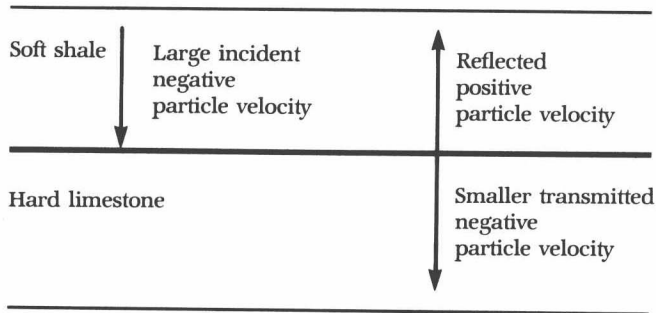 Soft shale
Large incident
negative
particle velocity
Reflected
positive
particle velocity
Hard limestone
Smaller transmitted
negative
particle velocity